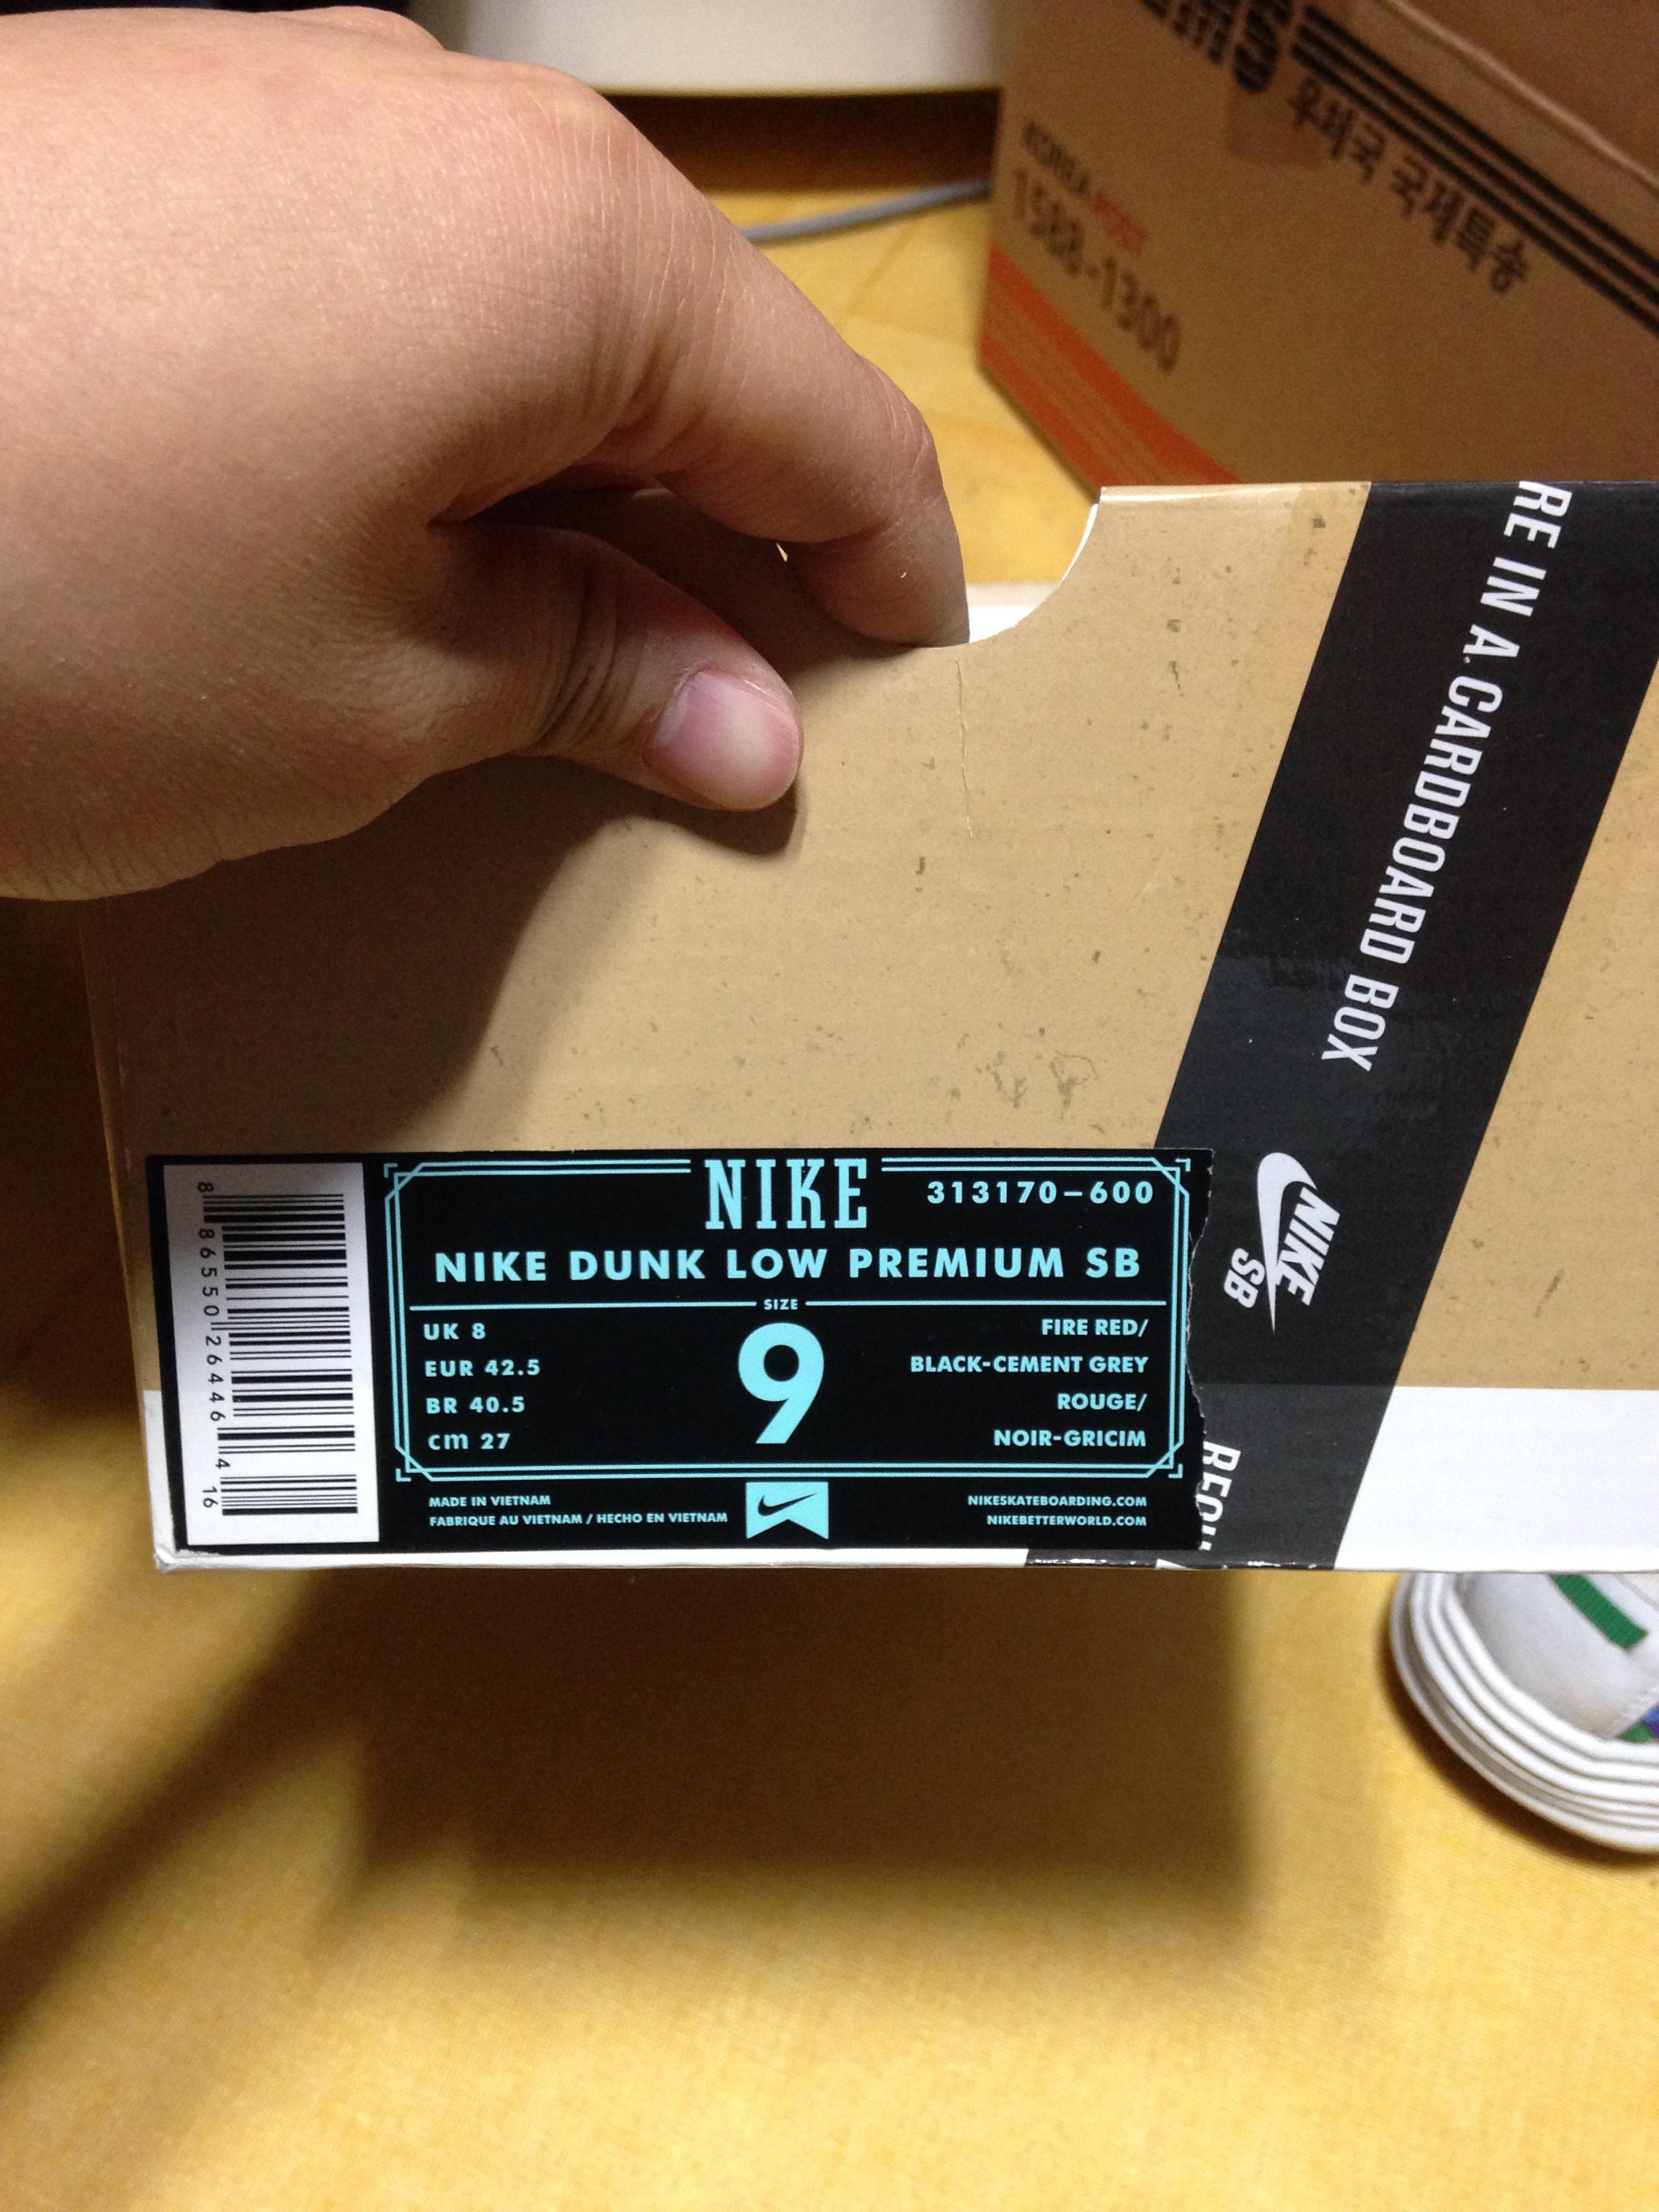 우체국 국제특송
KOREA POST
1588-1300
RE IN A CARDBOARD BOX
NIKE
SB
NIKE
313170-600
NIKE DUNK LOW PREMIUM SB
SIZE
9
UK 8
EUR 42.5
BR 40.5
cm 27
FIRE RED/
BLACK-CEMENT GREY
ROUGE/
NOIR-GRICIM
MADE IN VIETNAM
FABRIQUE AU VIETNAM / HECHO EN VIETNAM
NIKESKATEBOARDING.COM
NIKEBETTERWORLD.COM
8 86550 26446 4 16